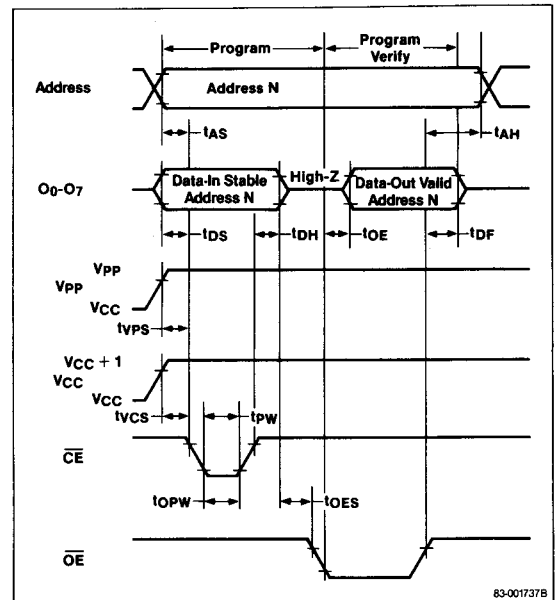 Program
Program
Verify
Address
Address N
tAS
tAH
O0-O7
Data-In Stable
Address N
High-Z
Data-Out Valid
Address N
tDS
tDH
tOE
tDF
VPP
VPP
VCC
tVPS
VCC + 1
VCC
VCC
tVCS
tPW
CE
tOPW
tOES
OE
83-001737B